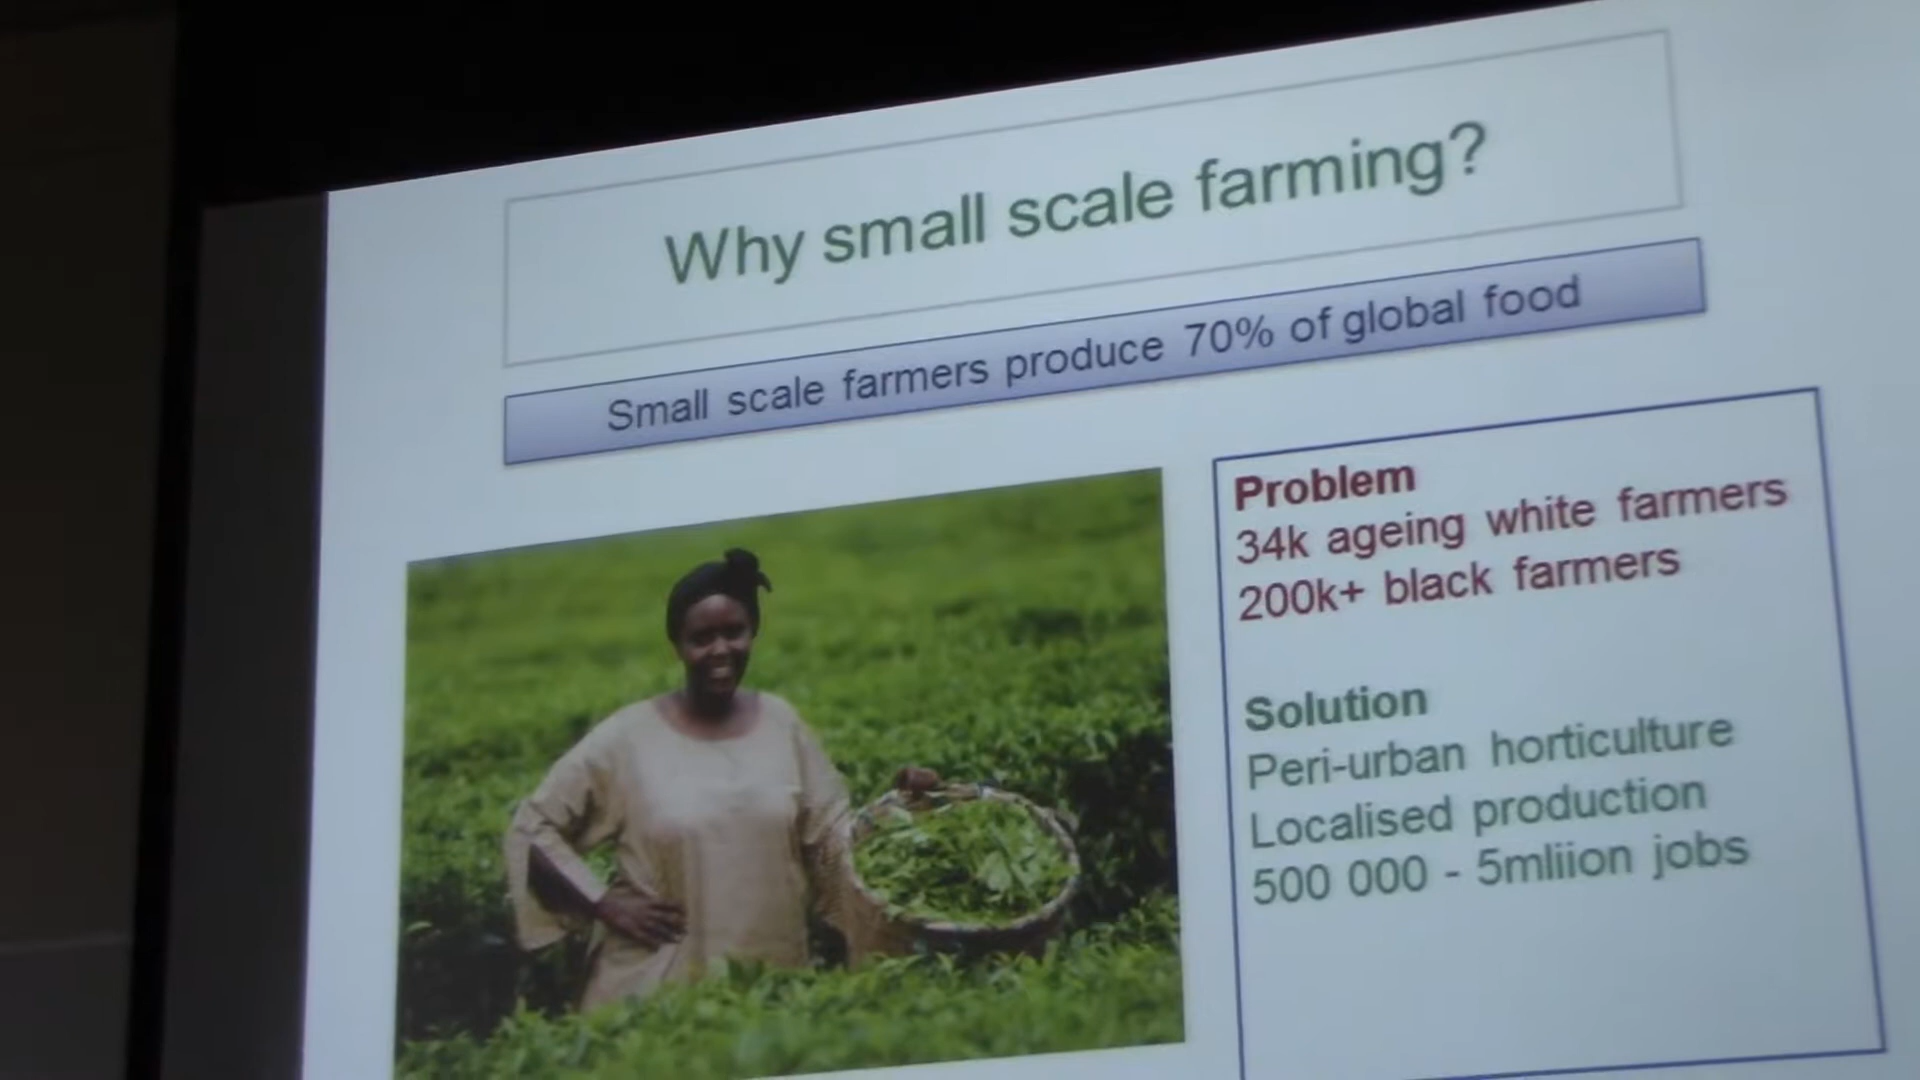 Why small scale farming?
Small scale farmers produce 70% of global food
Problem
34k ageing white farmers
200k+ black farmers
Solution
Peri-urban horticulture
Localised production
500 000 - 5mliion jobs